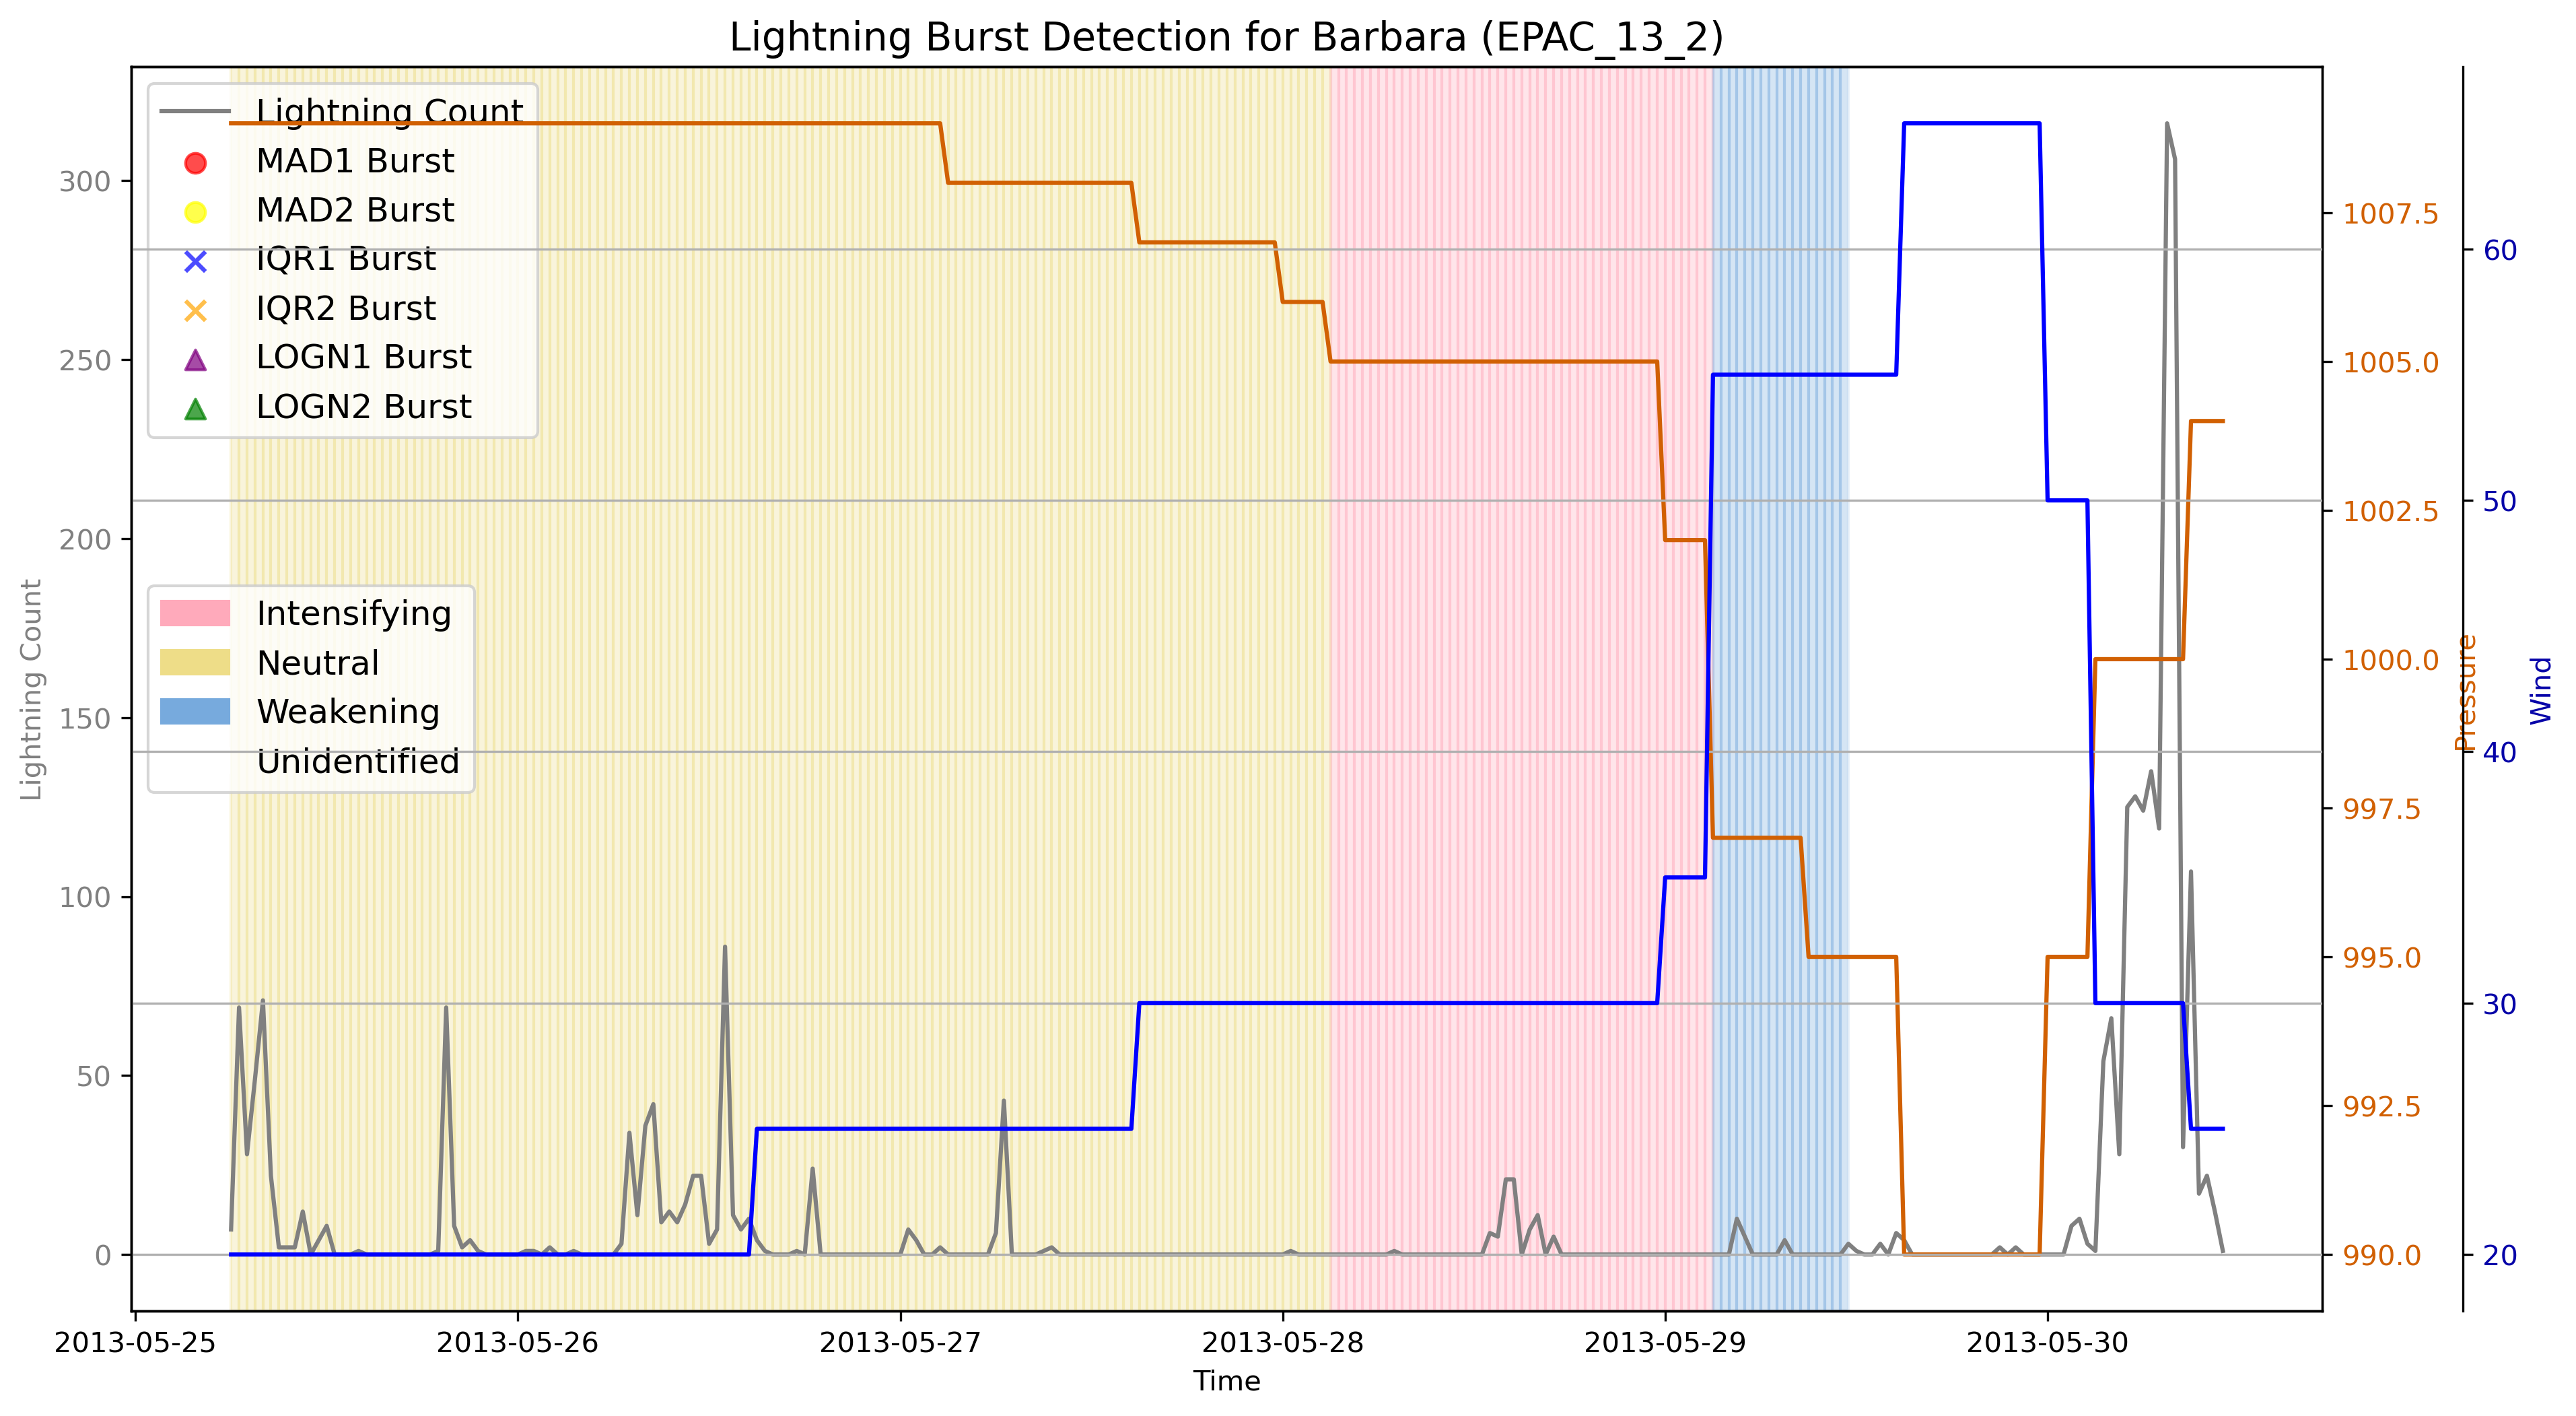 Lightning Burst Detection for Barbara (EPAC_13_2)
Lightning Count
MAD1 Burst
MAD2 Burst
IQR1 Burst
IQR2 Burst
LOGN1 Burst
LOGN2 Burst
Intensifying
Neutral
Weakening
Unidentified
Lightning Count
300
250
200
150
100
50
0
1007.5
1005.0
1002.5
1000.0
997.5
995.0
992.5
990.0
Pressure
60
50
40
30
20
Wind
2013-05-25
2013-05-26
2013-05-27
2013-05-28
2013-05-29
2013-05-30
Time